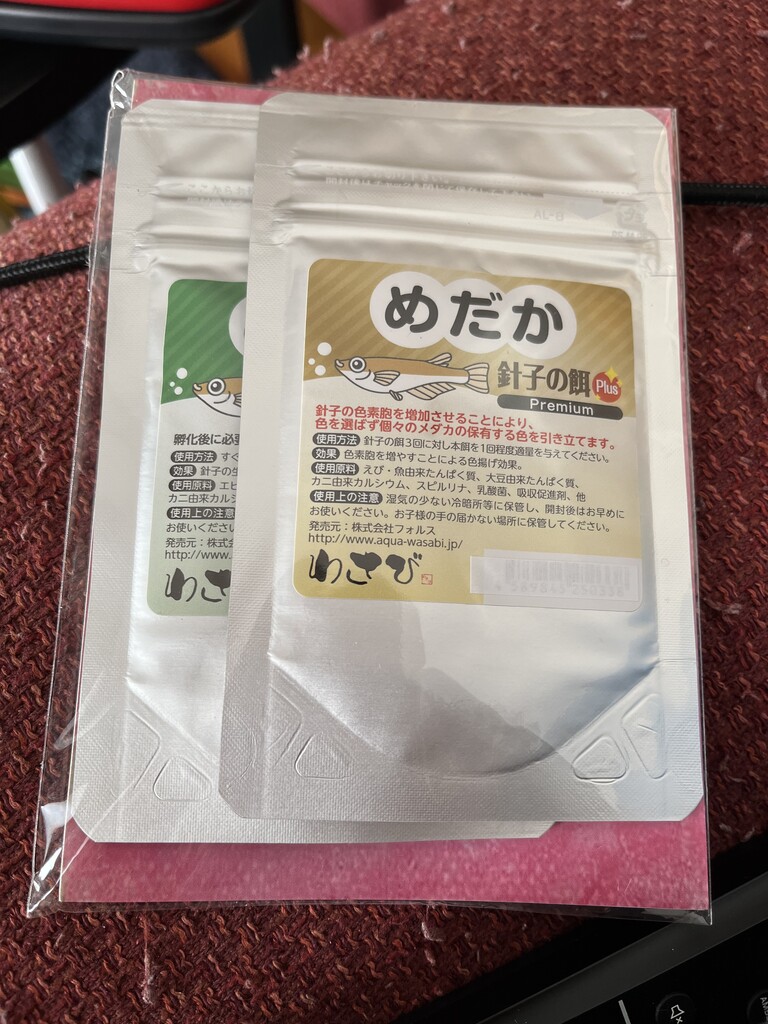 AL-B
めだか
針子の餌 Plus
Premium
針子の色素胞を増加させることにより、
色を選ばず個々のメダカの保有する色を引き立てます。
使用方法 針子の餌3回に対し本餌を1回程度適量を与えてください。
効果 色素胞を増やすことによる色揚げ効果。
使用原料 えび・魚由来たんぱく質、大豆由来たんぱく質、
カニ由来カルシウム、スピルリナ、乳酸菌、吸収促進剤、他
使用上の注意 湿気の少ない冷暗所等に保管し、開封後はお早めに
お使いください。お子様の手の届かない場所に保管してください。
発売元：株式会社フォルス
http://www.aqua-wasabi.jp/
わさび
孵化後に必
使用方法 すぐ
効果 針子の生
使用原料 エビ
カニ由来カルシ
使用上の注意
お使いください
発売元：株式会
http://www.
わさ